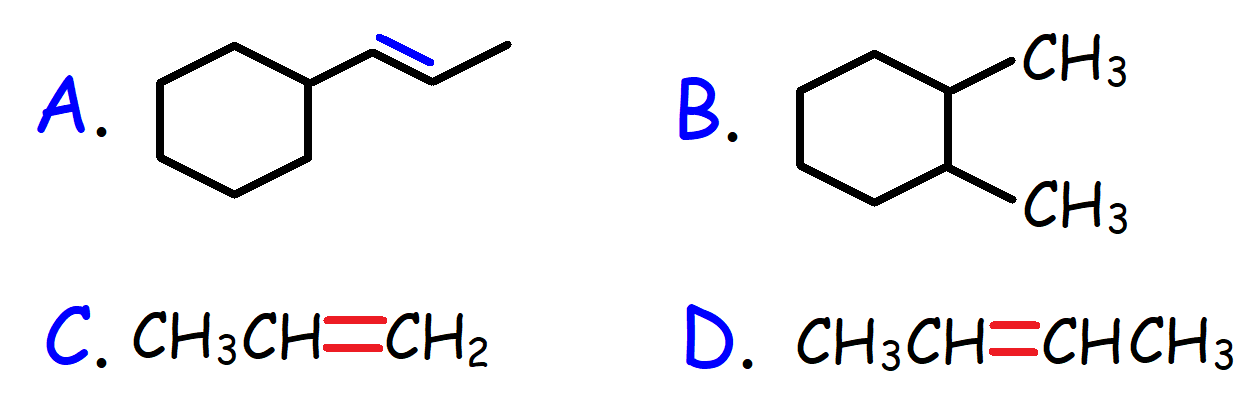 A.
B. CH₃
CH₃
C. CH₃CH=CH₂
D. CH₃CH=CHCH₃